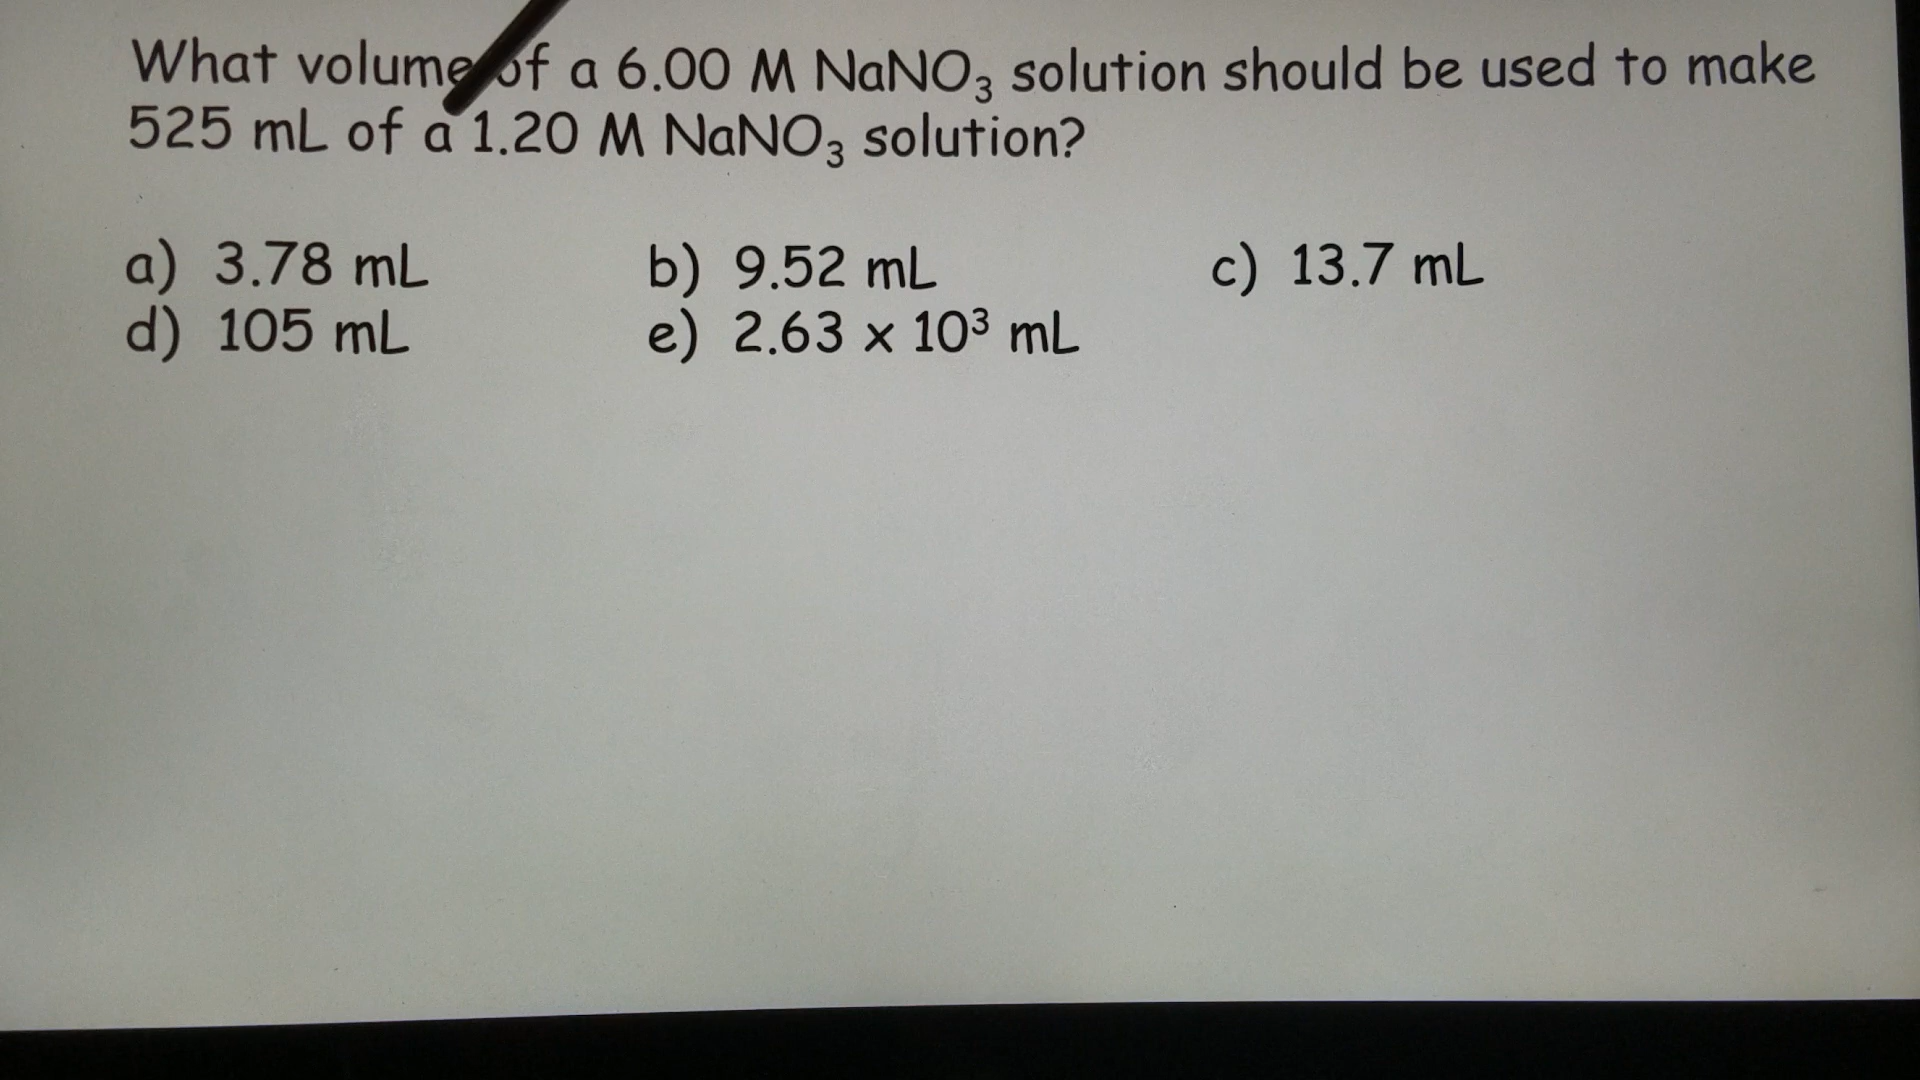 What volume of a 6.00 M NaNO₃ solution should be used to make
525 mL of a 1.20 M NaNO₃ solution?
a) 3.78 mL b) 9.52 mL c) 13.7 mL
d) 105 mL e) 2.63 x 10³ mL